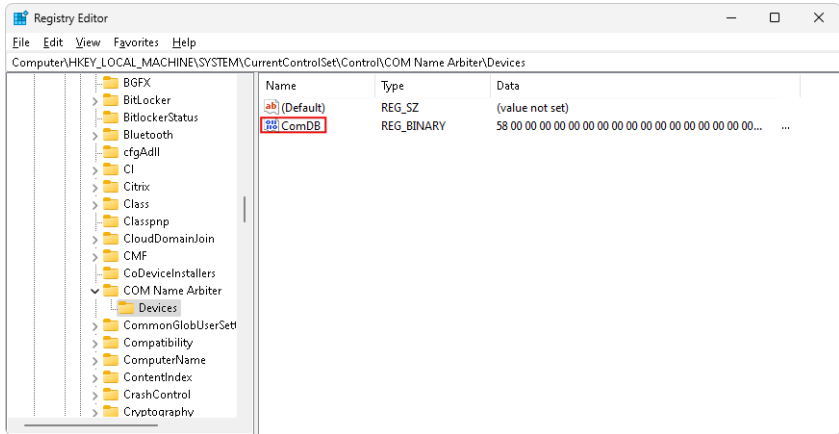 Registry Editor
File Edit View Favorites Help
Computer\HKEY_LOCAL_MACHINE\SYSTEM\CurrentControlSet\Control\COM Name Arbiter\Devices
BGFX
BitLocker
BitlockerStatus
Bluetooth
cfgAdll
CI
Citrix
Class
Classpnp
CloudDomainJoin
CMF
CoDeviceInstallers
COM Name Arbiter
Devices
CommonGlobUserSett
Compatibility
ComputerName
ContentIndex
CrashControl
Cryptography
Name Type Data
ab (Default) REG_SZ (value not set)
ComDB REG_BINARY 58 00 00 00 00 00 00 00 00 00 00 00 00 00 00 00 00 00... ...